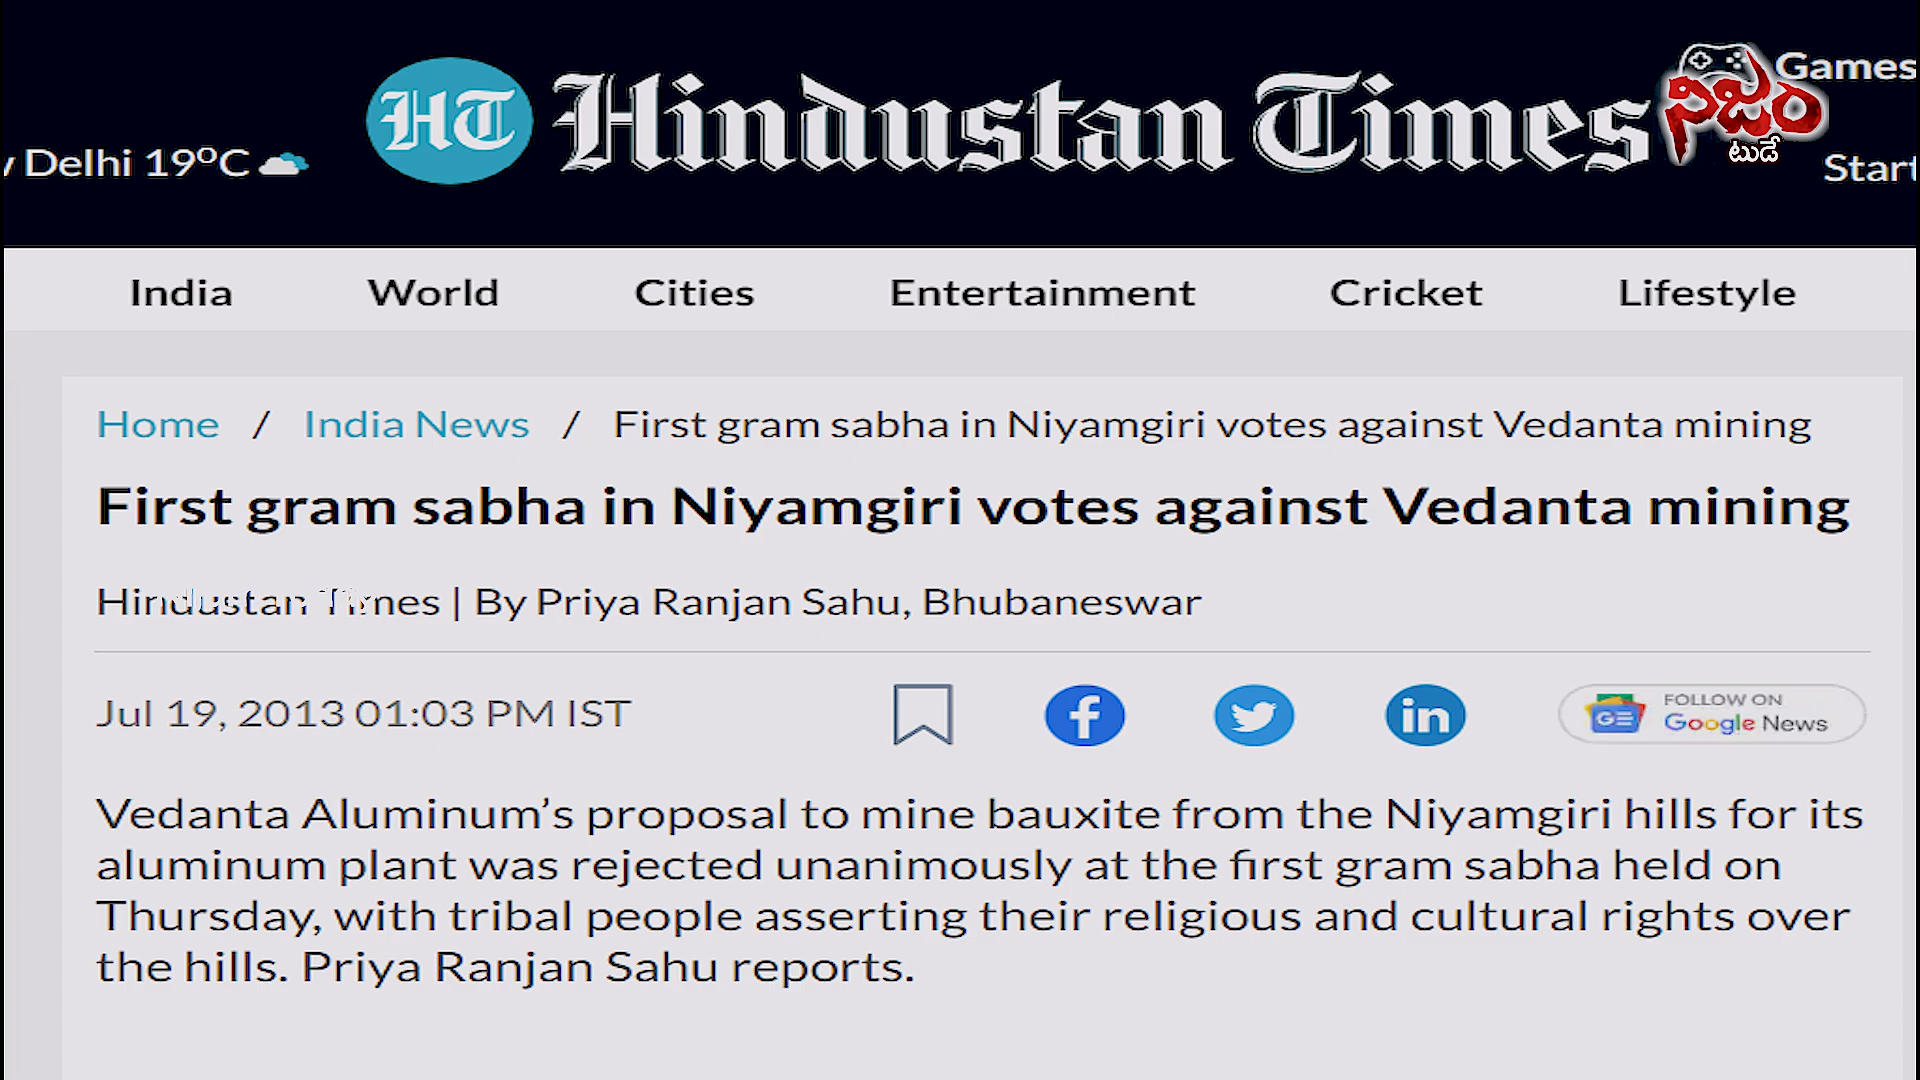 HT Hindustan Times
Games
నిజం
టుడే
Delhi 19°C
Start
India World Cities Entertainment Cricket Lifestyle
Home / India News / First gram sabha in Niyamgiri votes against Vedanta mining
First gram sabha in Niyamgiri votes against Vedanta mining
Hindustan Times | By Priya Ranjan Sahu, Bhubaneswar
Jul 19, 2013 01:03 PM IST
FOLLOW ON
GE Google News
Vedanta Aluminum’s proposal to mine bauxite from the Niyamgiri hills for its
aluminum plant was rejected unanimously at the first gram sabha held on
Thursday, with tribal people asserting their religious and cultural rights over
the hills. Priya Ranjan Sahu reports.